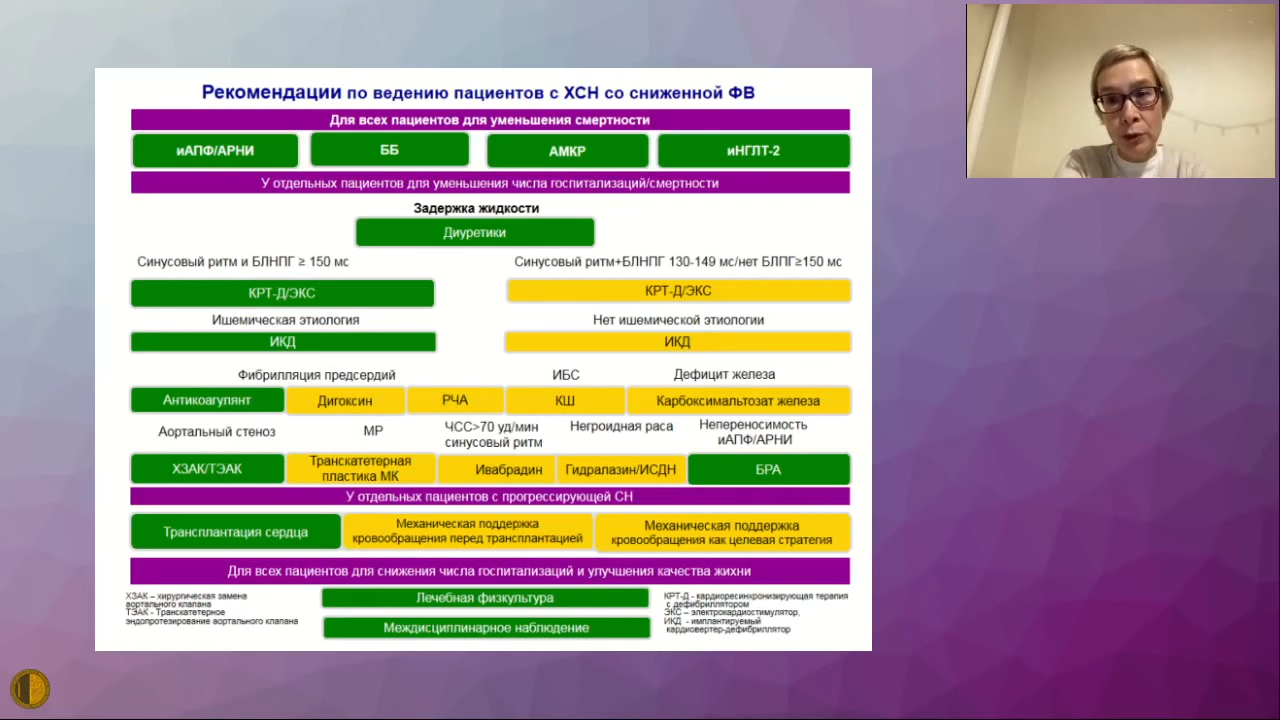 Рекомендации по ведению пациентов с ХСН со сниженной ФВ
Для всех пациентов для уменьшения смертности
иАПФ/АРНИ
ББ
АМКР
иНГЛТ-2
У отдельных пациентов для уменьшения числа госпитализаций/смертности
Задержка жидкости
Диуретики
Синусовый ритм и БЛНПГ ≥ 150 мс
Синусовый ритм+БЛНПГ 130-149 мс/нет БЛПГ≥150 мс
КРТ-Д/ЭКС
КРТ-Д/ЭКС
Ишемическая этиология
Нет ишемической этиологии
ИКД
ИКД
Фибрилляция предсердий
ИБС
Дефицит железа
Антикоагулянт
Дигоксин
РЧА
КШ
Карбоксимальтозат железа
Аортальный стеноз
МР
ЧСС>70 уд/мин
синусовый ритм
Негроидная раса
Непереносимость
иАПФ/АРНИ
ХЗАК/ТЭАК
Транскатетерная
пластика МК
Ивабрадин
Гидралазин/ИСДН
БРА
У отдельных пациентов с прогрессирующей СН
Трансплантация сердца
Механическая поддержка
кровообращения перед трансплантацией
Механическая поддержка
кровообращения как целевая стратегия
Для всех пациентов для снижения числа госпитализаций и улучшения качества жихни
Лечебная физкультура
Междисциплинарное наблюдение
ХЗАК – хирургическая замена
аортального клапана
ТЭАК - Транскатетерное
эндопротезирование аортального клапана
КРТ-Д - кардиоресинхронизирующая терапия
с дефибриллятором
ЭКС – электрокардиостимулятор,
ИКД - имплантируемый
кардиовертер-дефибриллятор